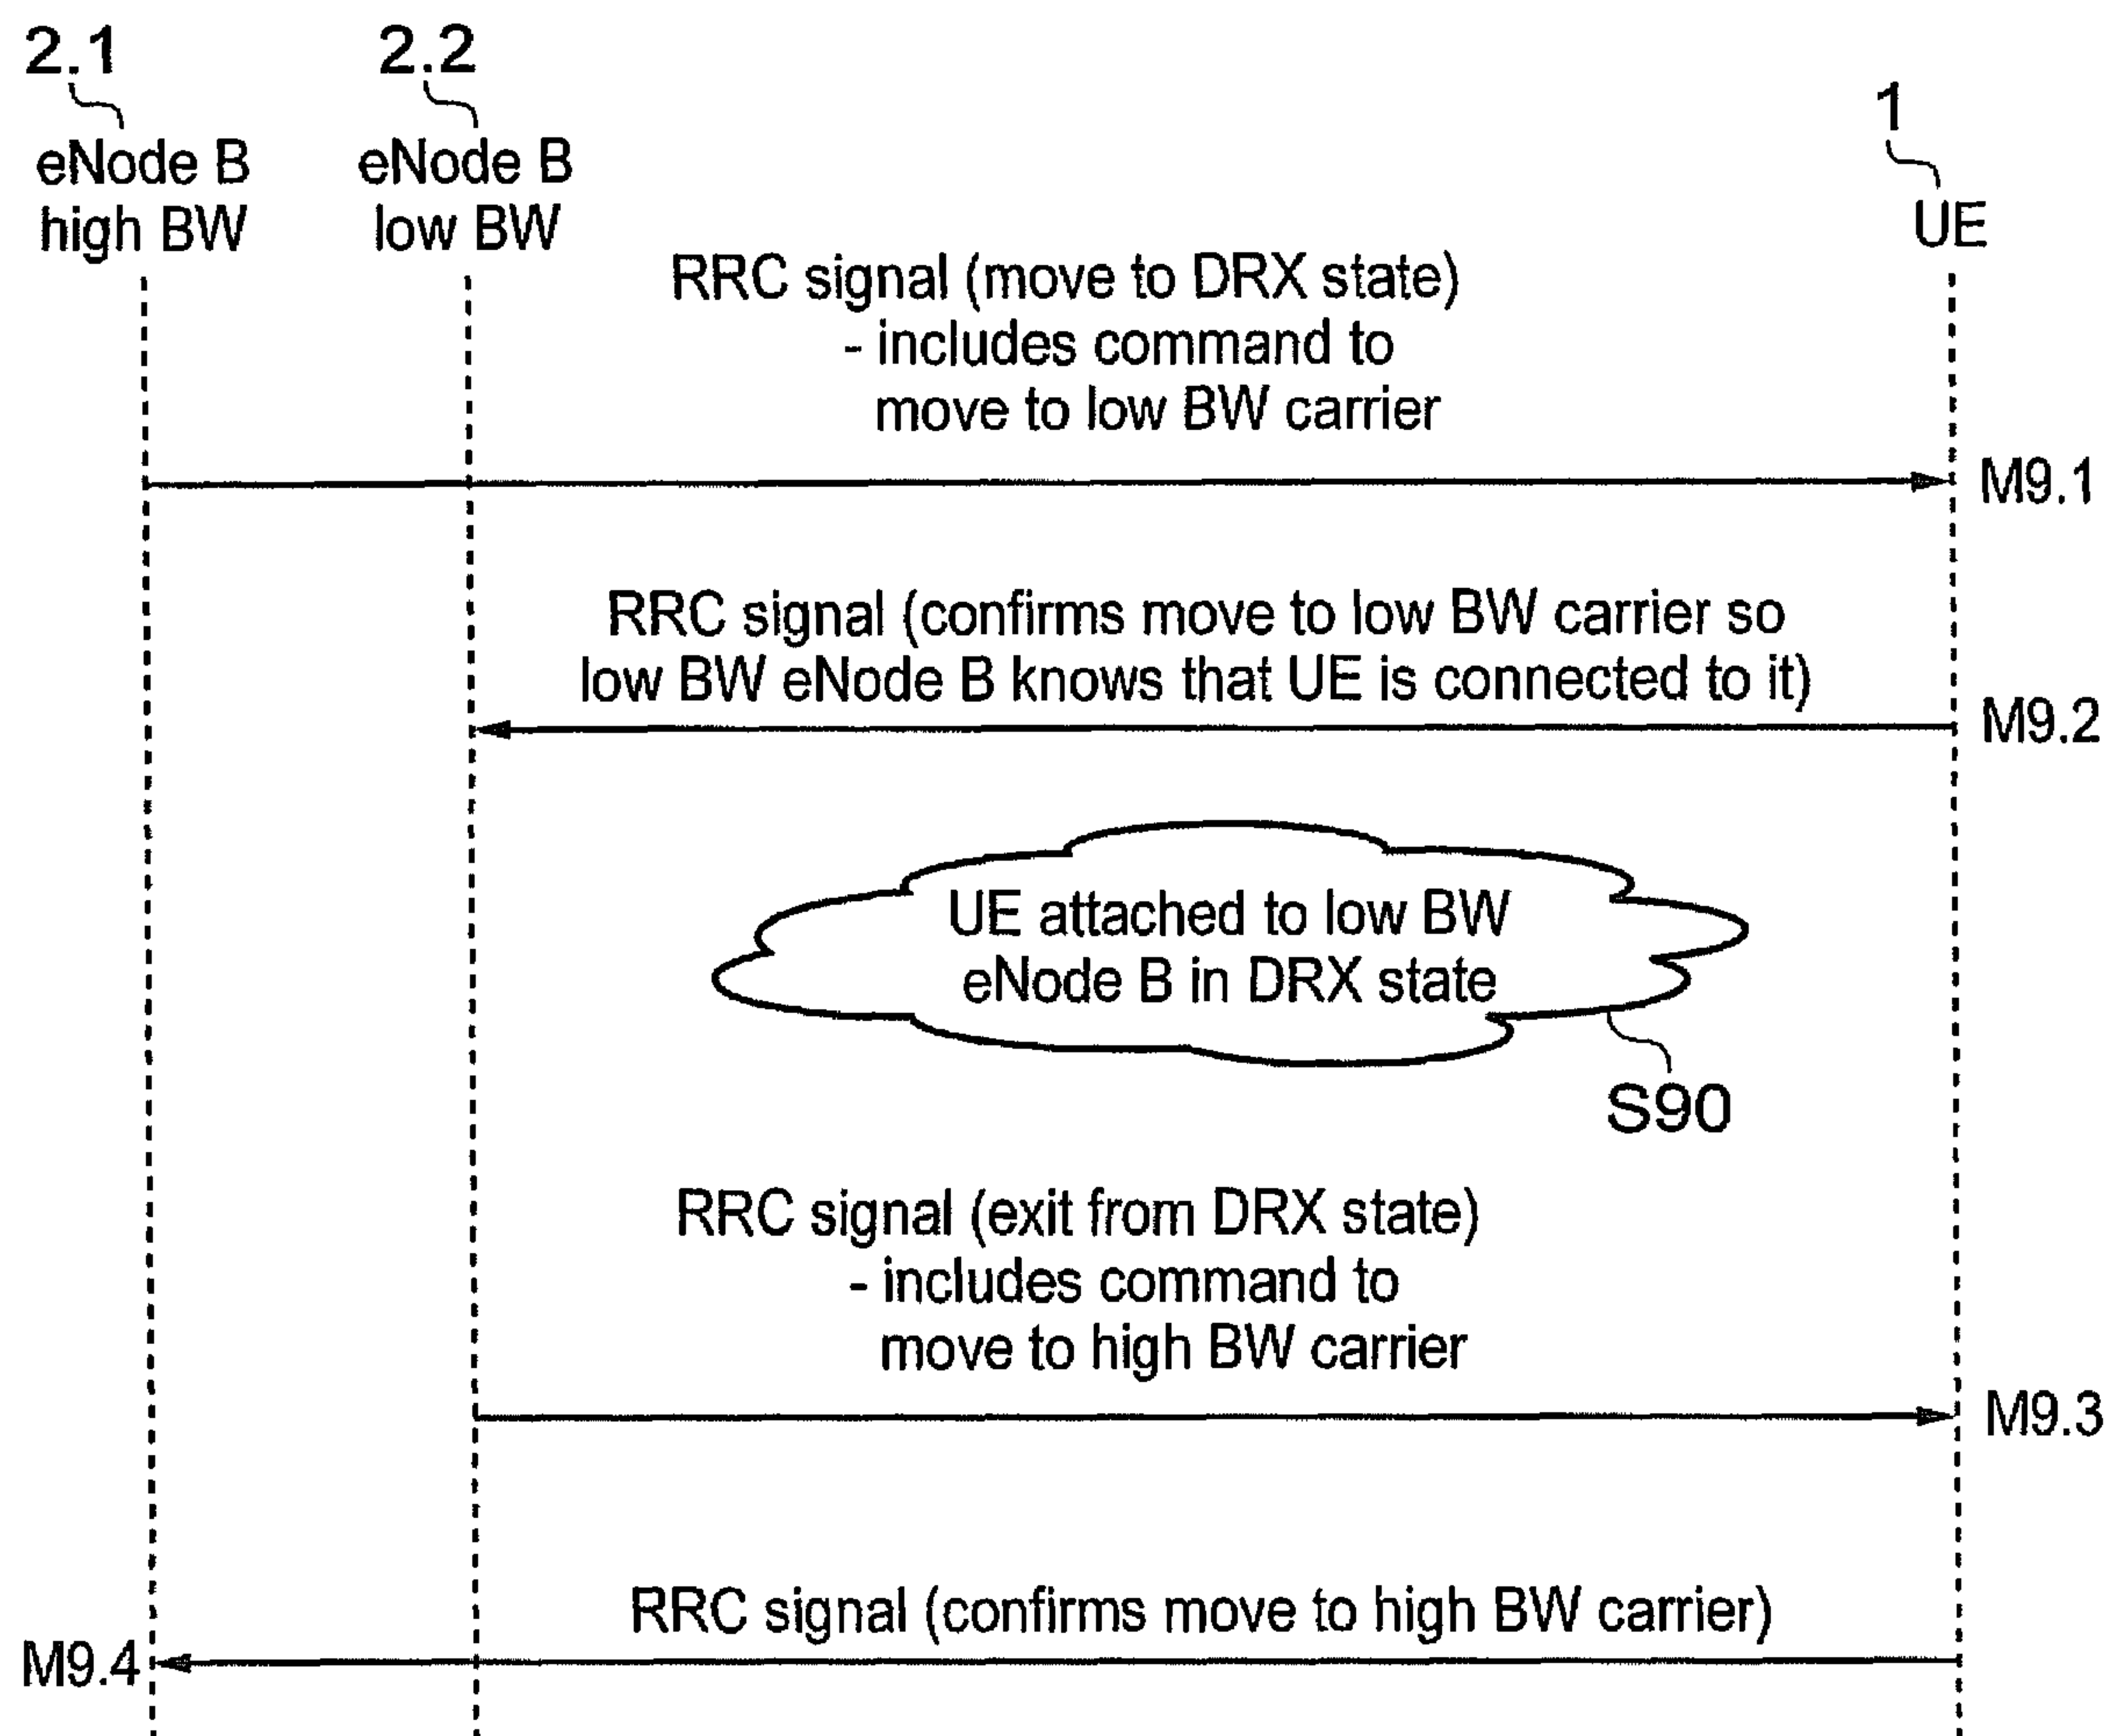 2.1
2.2
1
eNode B
high BW
eNode B
low BW
UE
RRC signal (move to DRX state)
- includes command to
move to low BW carrier
M9.1
RRC signal (confirms move to low BW carrier so
low BW eNode B knows that UE is connected to it)
M9.2
UE attached to low BW
eNode B in DRX state
S90
RRC signal (exit from DRX state)
- includes command to
move to high BW carrier
M9.3
RRC signal (confirms move to high BW carrier)
M9.4